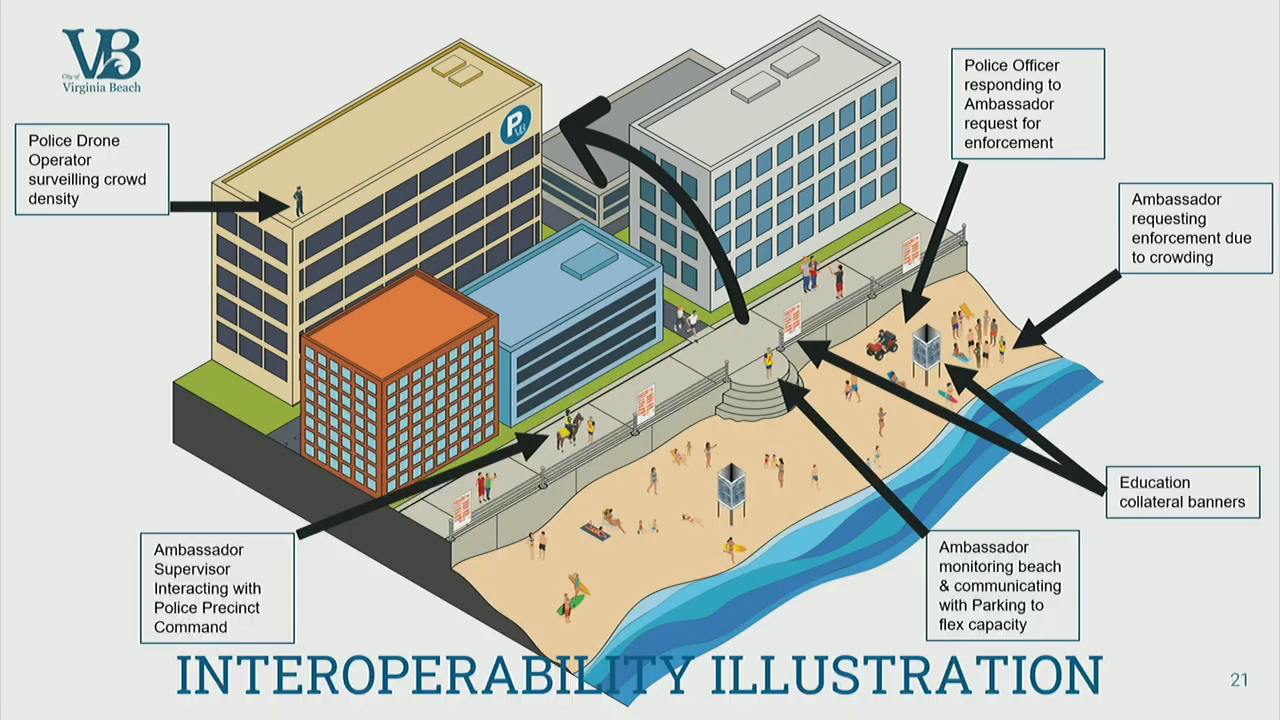 VB
City of
Virginia Beach
Police Drone
Operator
surveilling crowd
density
P
VB
Police Officer
responding to
Ambassador
request for
enforcement
Ambassador
requesting
enforcement due
to crowding
Education
collateral banners
Ambassador
Supervisor
Interacting with
Police Precinct
Command
Ambassador
monitoring beach
& communicating
with Parking to
flex capacity
INTEROPERABILITY ILLUSTRATION
21